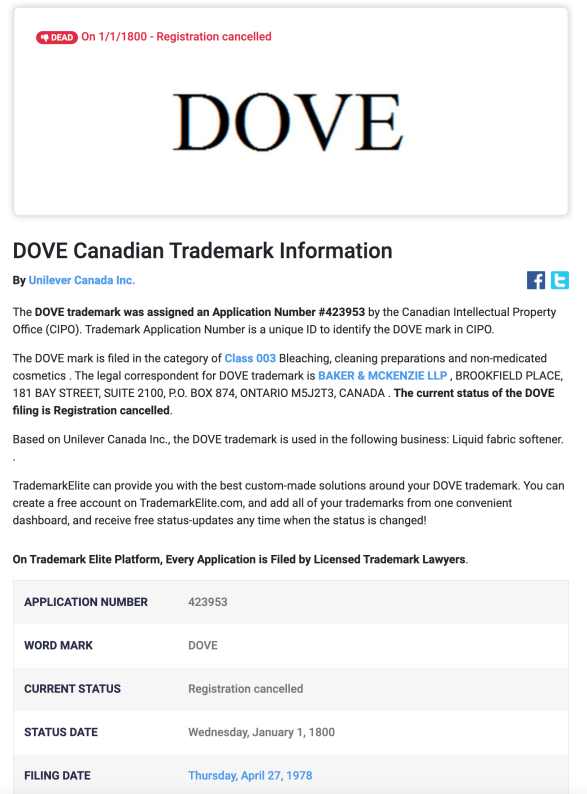 DEAD On 1/1/1800 - Registration cancelled
DOVE
DOVE Canadian Trademark Information
By Unilever Canada Inc.
The DOVE trademark was assigned an Application Number #423953 by the Canadian Intellectual Property
Office (CIPO). Trademark Application Number is a unique ID to identify the DOVE mark in CIPO.
The DOVE mark is filed in the category of Class 003 Bleaching, cleaning preparations and non-medicated
cosmetics . The legal correspondent for DOVE trademark is BAKER & MCKENZIE LLP , BROOKFIELD PLACE,
181 BAY STREET, SUITE 2100, P.O. BOX 874, ONTARIO M5J2T3, CANADA . The current status of the DOVE
filing is Registration cancelled.
Based on Unilever Canada Inc., the DOVE trademark is used in the following business: Liquid fabric softener.
.
TrademarkElite can provide you with the best custom-made solutions around your DOVE trademark. You can
create a free account on TrademarkElite.com, and add all of your trademarks from one convenient
dashboard, and receive free status-updates any time when the status is changed!
On Trademark Elite Platform, Every Application is Filed by Licensed Trademark Lawyers.
APPLICATION NUMBER 423953
WORD MARK DOVE
CURRENT STATUS Registration cancelled
STATUS DATE Wednesday, January 1, 1800
FILING DATE Thursday, April 27, 1978